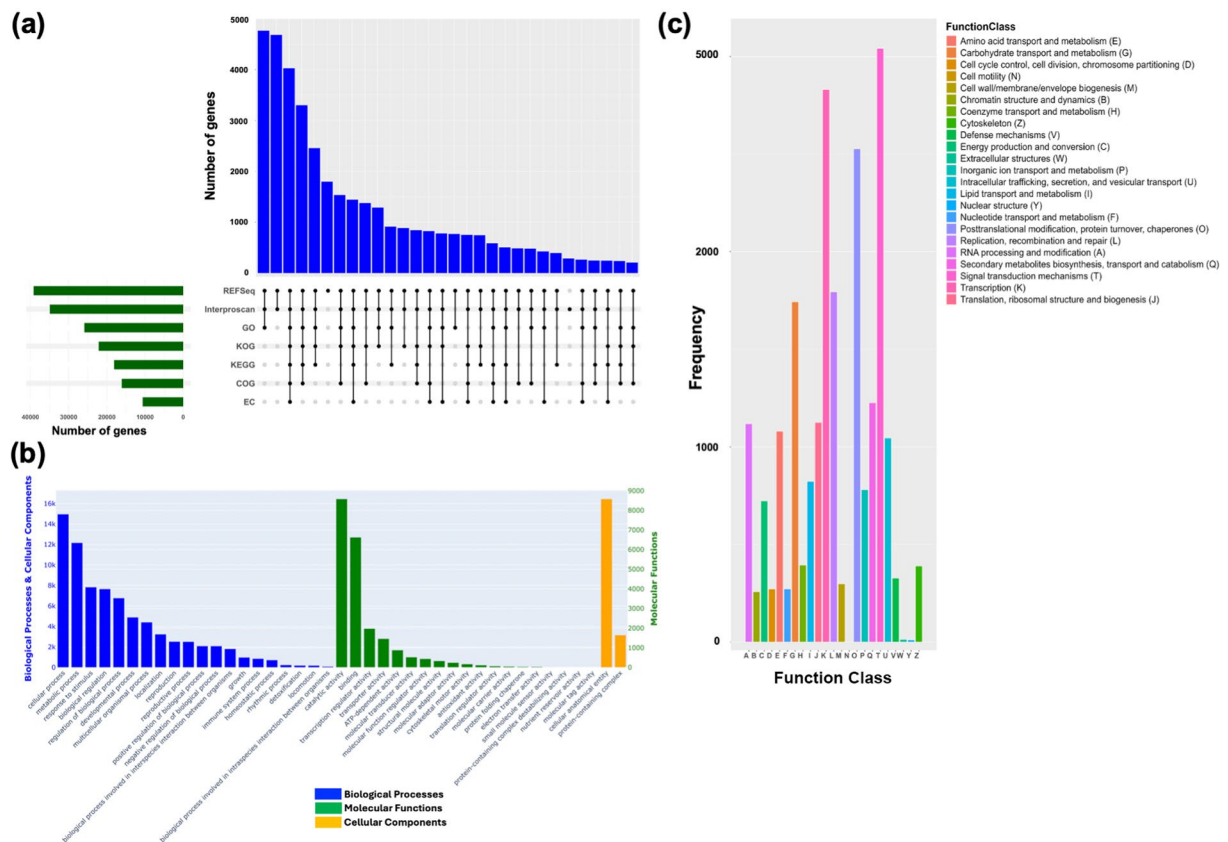 (a)
5000
4000
5000
2000
1000
0
Number of genes
REFSeq
Interproscan
GO
KOG
KEGG
COG
EC
40000 30000 20000 10000 0
Number of genes
(b)
Biological Processes & Cellular Components
16k
14k
12k
10k
8k
6k
4k
2k
0
9000
8000
7000
6000
5000
4000
3000
2000
1000
0
Molecular Functions
cellular process
metabolic process
response to stimulus
biological regulation
regulation of biological process
developmental process
multicellular organismal process
localization
reproduction
reproductive process
positive regulation of biological process
negative regulation of biological process
biological process involved in interspecies interaction between organisms
growth
immune system process
homeostatic process
rhythmic process
detoxification
locomotion
biological process involved in intraspecies interaction between organisms
catalytic activity
binding
transcription regulator activity
transporter activity
ATP-dependent activity
molecular transducer activity
molecular function regulator activity
structural molecule activity
molecular adaptor activity
antioxidant activity
cytoskeletal motor activity
translation regulator activity
molecular carrier activity
protein folding chaperone
electron transfer activity
small molecule sensor activity
protein-containing complex destabilizing activity
nutrient reservoir activity
molecular tag activity
cellular anatomical entity
protein-containing complex
Biological Processes
Molecular Functions
Cellular Components
(c)
5000
2000
1000
0
Frequency
A B C D E F G H I J K L M N O P Q T U V W Y Z
Function Class
FunctionClass
Amino acid transport and metabolism (E)
Carbohydrate transport and metabolism (G)
Cell cycle control, cell division, chromosome partitioning (D)
Cell motility (N)
Cell wall/membrane/envelope biogenesis (M)
Chromatin structure and dynamics (B)
Coenzyme transport and metabolism (H)
Cytoskeleton (Z)
Defense mechanisms (V)
Energy production and conversion (C)
Extracellular structures (W)
Inorganic ion transport and metabolism (P)
Intracellular trafficking, secretion, and vesicular transport (U)
Lipid transport and metabolism (I)
Nuclear structure (Y)
Nucleotide transport and metabolism (F)
Posttranslational modification, protein turnover, chaperones (O)
Replication, recombination and repair (L)
RNA processing and modification (A)
Secondary metabolites biosynthesis, transport and catabolism (Q)
Signal transduction mechanisms (T)
Transcription (K)
Translation, ribosomal structure and biogenesis (J)